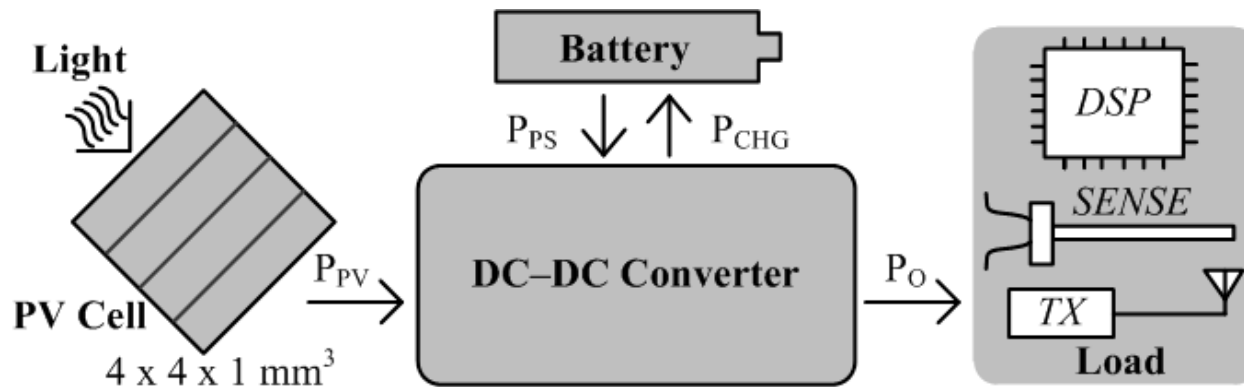 Light
PV Cell
4 x 4 x 1 mm³
P_PV
Battery
P_PS
P_CHG
DC–DC Converter
P_O
DSP
SENSE
TX
Load